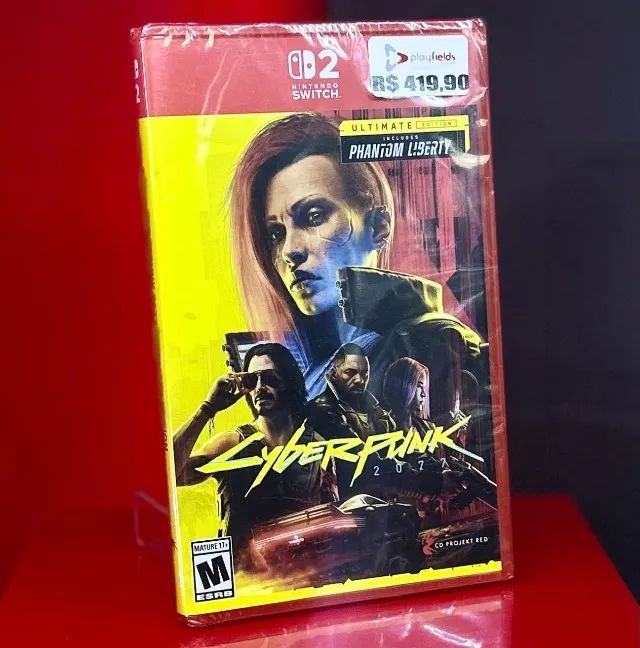 2
NINTENDO
SWITCH
playfields
R$ 419,90
2
ULTIMATE EDITION
INCLUDES
PHANTOM LIBERTY
CYBERPUNK
2077
CD PROJEKT RED
MATURE 17+
M
ESRB